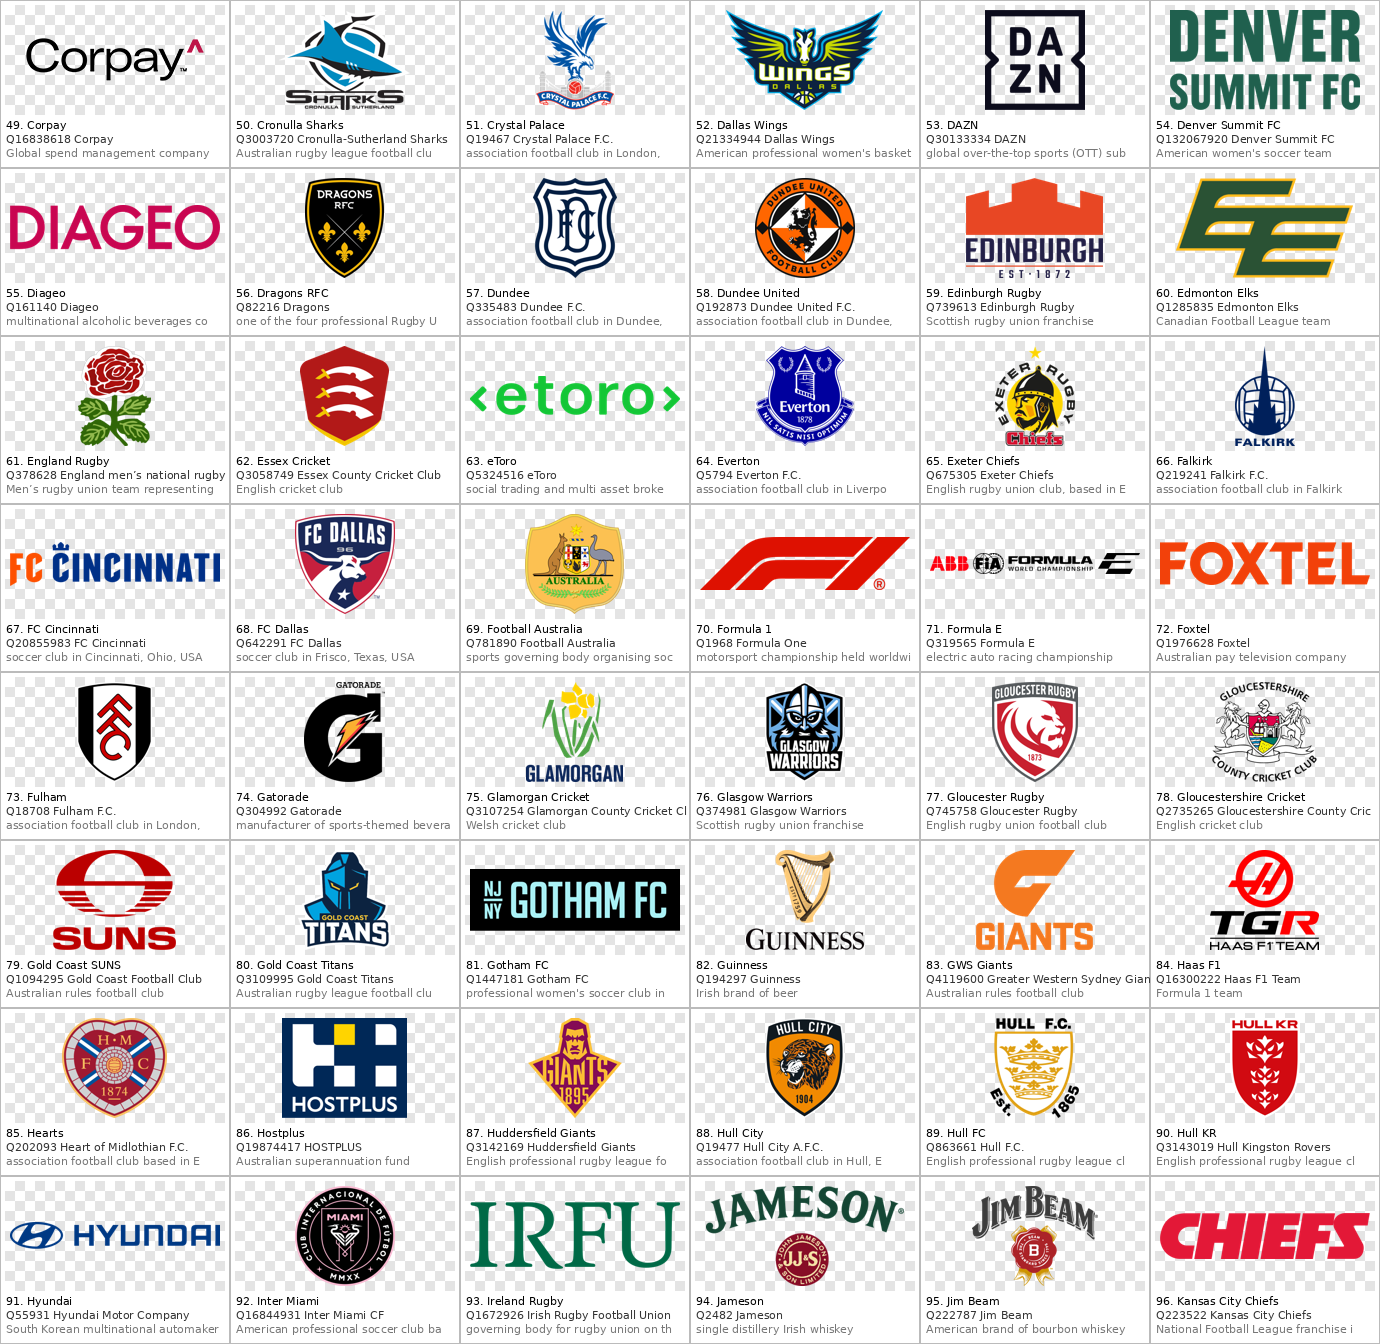 Corpay^™
49. Corpay
Q16838618 Corpay
Global spend management company
SHARKS
CRONULLA SUTHERLAND
50. Cronulla Sharks
Q3003720 Cronulla-Sutherland Sharks
Australian rugby league football clu
CRYSTAL PALACE F.C.
51. Crystal Palace
Q19467 Crystal Palace F.C.
association football club in London,
WINGS
DALLAS
52. Dallas Wings
Q21334944 Dallas Wings
American professional women's basket
DA
ZN
53. DAZN
Q30133334 DAZN
global over-the-top sports (OTT) sub
DENVER
SUMMIT FC
54. Denver Summit FC
Q132067920 Denver Summit FC
American women's soccer team
DIAGEO
55. Diageo
Q161140 Diageo
multinational alcoholic beverages co
DRAGONS
RFC
56. Dragons RFC
Q82216 Dragons
one of the four professional Rugby U
DFC
57. Dundee
Q335483 Dundee F.C.
association football club in Dundee,
DUNDEE UNITED
FOOTBALL CLUB
58. Dundee United
Q192873 Dundee United F.C.
association football club in Dundee,
EDINBURGH
EST·1872
59. Edinburgh Rugby
Q739613 Edinburgh Rugby
Scottish rugby union franchise
EE
60. Edmonton Elks
Q1285835 Edmonton Elks
Canadian Football League team
61. England Rugby
Q378628 England men's national rugby
Men's rugby union team representing
62. Essex Cricket
Q3058749 Essex County Cricket Club
English cricket club
‹etoro›
63. eToro
Q5324516 eToro
social trading and multi asset broke
Everton
1878
NIL SATIS NISI OPTIMUM
64. Everton
Q5794 Everton F.C.
association football club in Liverpo
EXETER RUGBY
Chiefs
65. Exeter Chiefs
Q675305 Exeter Chiefs
English rugby union club, based in E
FALKIRK
66. Falkirk
Q219241 Falkirk F.C.
association football club in Falkirk
FC CINCINNATI
67. FC Cincinnati
Q20855983 FC Cincinnati
soccer club in Cincinnati, Ohio, USA
FC DALLAS
96
68. FC Dallas
Q642291 FC Dallas
soccer club in Frisco, Texas, USA
AUSTRALIA
69. Football Australia
Q781890 Football Australia
sports governing body organising soc
F1®
70. Formula 1
Q1968 Formula One
motorsport championship held worldwi
ABB FIA FORMULA E
WORLD CHAMPIONSHIP
71. Formula E
Q319565 Formula E
electric auto racing championship
FOXTEL
72. Foxtel
Q1976628 Foxtel
Australian pay television company
FFC
73. Fulham
Q18708 Fulham F.C.
association football club in London,
GATORADE
G
74. Gatorade
Q304992 Gatorade
manufacturer of sports-themed bevera
GLAMORGAN
75. Glamorgan Cricket
Q3107254 Glamorgan County Cricket Cl
Welsh cricket club
GLASGOW
WARRIORS
76. Glasgow Warriors
Q374981 Glasgow Warriors
Scottish rugby union franchise
GLOUCESTER RUGBY
1873
77. Gloucester Rugby
Q745758 Gloucester Rugby
English rugby union football club
GLOUCESTERSHIRE
COUNTY CRICKET CLUB
78. Gloucestershire Cricket
Q2735265 Gloucestershire County Cric
English cricket club
SUNS
79. Gold Coast SUNS
Q1094295 Gold Coast Football Club
Australian rules football club
GOLD COAST
TITANS
80. Gold Coast Titans
Q3109995 Gold Coast Titans
Australian rugby league football clu
NJ
NY GOTHAM FC
81. Gotham FC
Q1447181 Gotham FC
professional women's soccer club in
GUINNESS
82. Guinness
Q194297 Guinness
Irish brand of beer
G
GIANTS
83. GWS Giants
Q4119600 Greater Western Sydney Gian
Australian rules football club
H
TGR
HAAS F1 TEAM
84. Haas F1
Q16300222 Haas F1 Team
Formula 1 team
H·M
F C
1874
85. Hearts
Q202093 Heart of Midlothian F.C.
association football club based in E
HOSTPLUS
86. Hostplus
Q19874417 HOSTPLUS
Australian superannuation fund
GIANTS
1895
87. Huddersfield Giants
Q3142169 Huddersfield Giants
English professional rugby league fo
HULL CITY
1904
88. Hull City
Q19477 Hull City A.F.C.
association football club in Hull, E
HULL F.C.
Est. 1865
89. Hull FC
Q863661 Hull F.C.
English professional rugby league cl
HULL KR
90. Hull KR
Q3143019 Hull Kingston Rovers
English professional rugby league cl
HYUNDAI
91. Hyundai
Q55931 Hyundai Motor Company
South Korean multinational automaker
CLUB INTERNACIONAL DE FÚTBOL
MIAMI
MMXX
92. Inter Miami
Q16844931 Inter Miami CF
American professional soccer club ba
IRFU
93. Ireland Rugby
Q1672926 Irish Rugby Football Union
governing body for rugby union on th
JAMESON®
JOHN JAMESON
JJ&S
& SON LIMITED
94. Jameson
Q2482 Jameson
single distillery Irish whiskey
JIM BEAM
B
95. Jim Beam
Q222787 Jim Beam
American brand of bourbon whiskey
CHIEFS
96. Kansas City Chiefs
Q223522 Kansas City Chiefs
National Football League franchise i